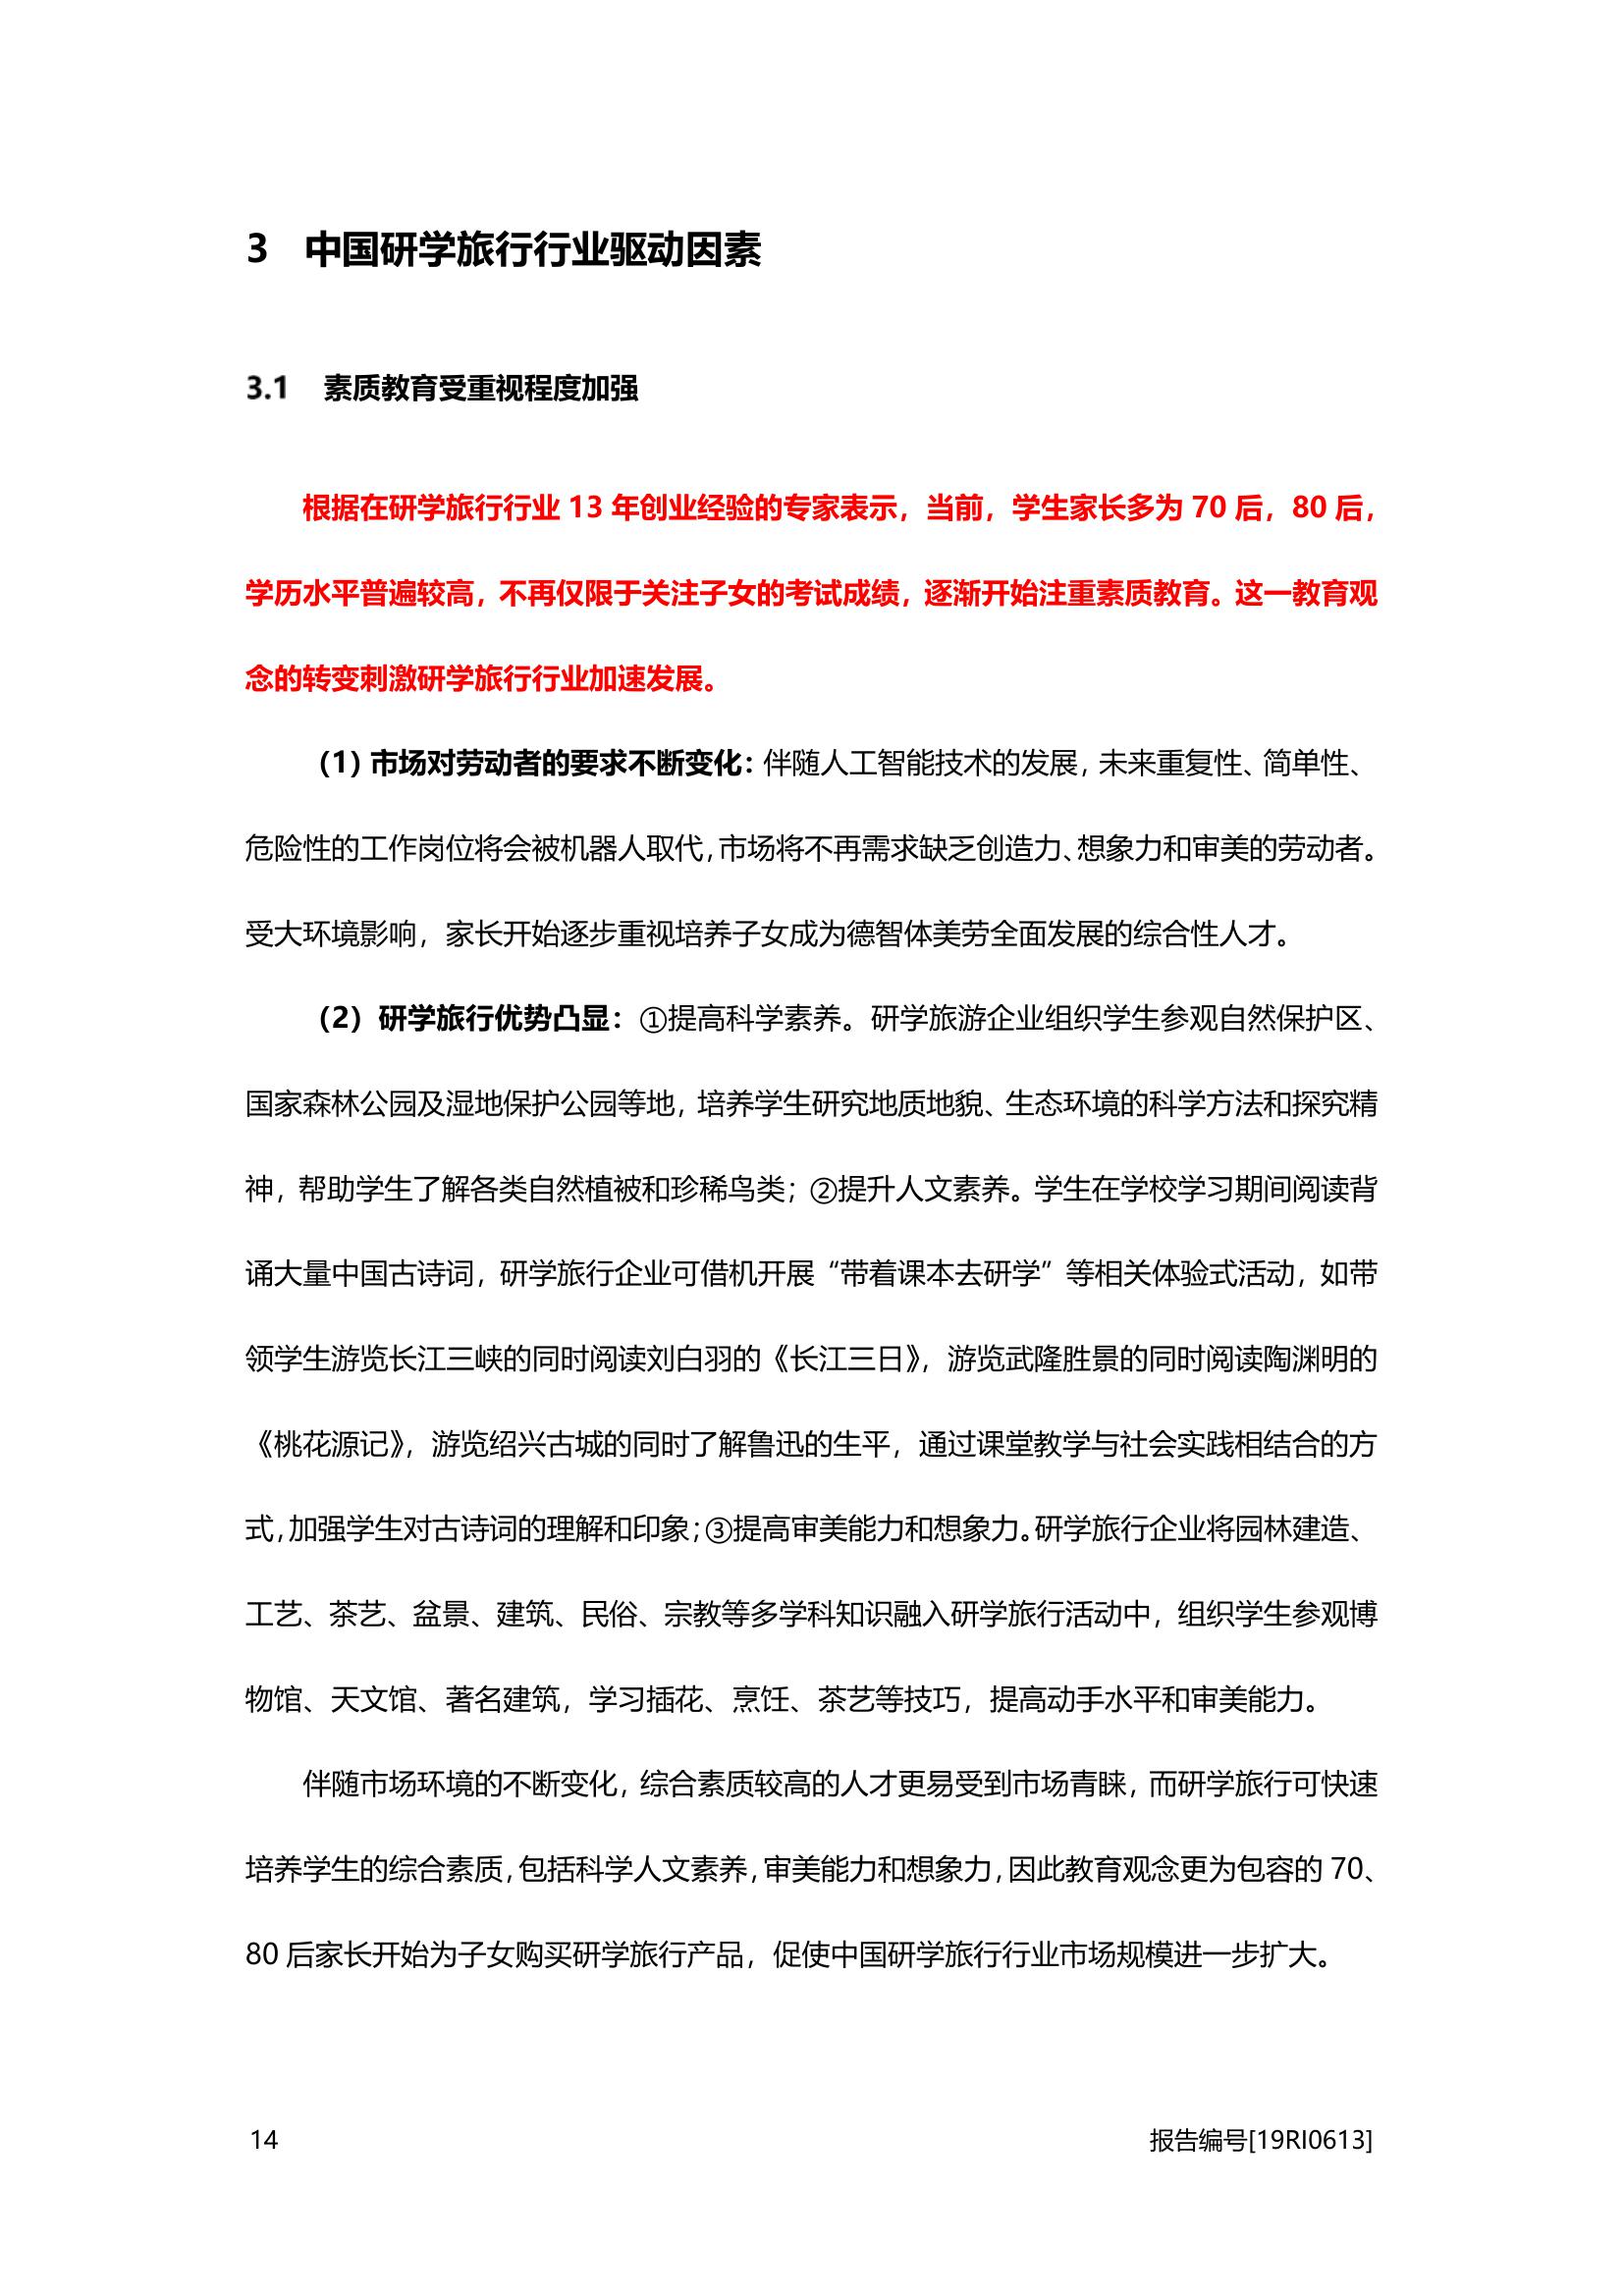 3 中国研学旅行行业驱动因素
3.1 素质教育受重视程度加强
根据在研学旅行行业 13 年创业经验的专家表示，当前，学生家长多为 70 后，80 后，
学历水平普遍较高，不再仅限于关注子女的考试成绩，逐渐开始注重素质教育。这一教育观
念的转变刺激研学旅行行业加速发展。
（1）市场对劳动者的要求不断变化：伴随人工智能技术的发展，未来重复性、简单性、
危险性的工作岗位将会被机器人取代，市场将不再需求缺乏创造力、想象力和审美的劳动者。
受大环境影响，家长开始逐步重视培养子女成为德智体美劳全面发展的综合性人才。
（2）研学旅行优势凸显：①提高科学素养。研学旅游企业组织学生参观自然保护区、
国家森林公园及湿地保护公园等地，培养学生研究地质地貌、生态环境的科学方法和探究精
神，帮助学生了解各类自然植被和珍稀鸟类；②提升人文素养。学生在学校学习期间阅读背
诵大量中国古诗词，研学旅行企业可借机开展“带着课本去研学”等相关体验式活动，如带
领学生游览长江三峡的同时阅读刘白羽的《长江三日》，游览武隆胜景的同时阅读陶渊明的
《桃花源记》，游览绍兴古城的同时了解鲁迅的生平，通过课堂教学与社会实践相结合的方
式，加强学生对古诗词的理解和印象；③提高审美能力和想象力。研学旅行企业将园林建造、
工艺、茶艺、盆景、建筑、民俗、宗教等多学科知识融入研学旅行活动中，组织学生参观博
物馆、天文馆、著名建筑，学习插花、烹饪、茶艺等技巧，提高动手水平和审美能力。
伴随市场环境的不断变化，综合素质较高的人才更易受到市场青睐，而研学旅行可快速
培养学生的综合素质，包括科学人文素养，审美能力和想象力，因此教育观念更为包容的 70、
80 后家长开始为子女购买研学旅行产品，促使中国研学旅行行业市场规模进一步扩大。
14 报告编号[19RI0613]